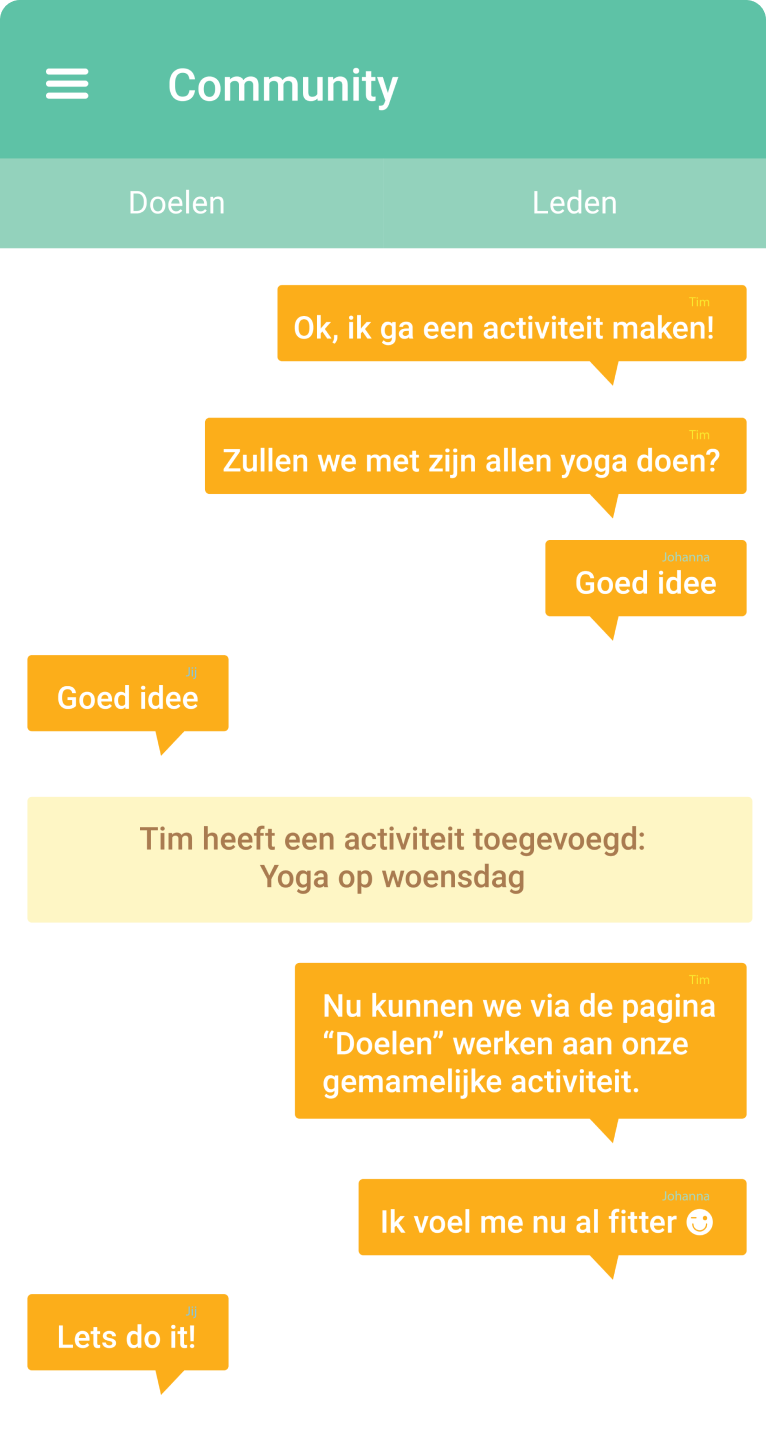 Community
Doelen
Leden
Tim
Ok, ik ga een activiteit maken!
Tim
Zullen we met zijn allen yoga doen?
Johanna
Goed idee
Goed idee
Tim heeft een activiteit toegevoegd:
Yoga op woensdag
Tim
Nu kunnen we via de pagina
“Doelen” werken aan onze
gemamelijke activiteit.
Johanna
Ik voel me nu al fitter
Lets do it!